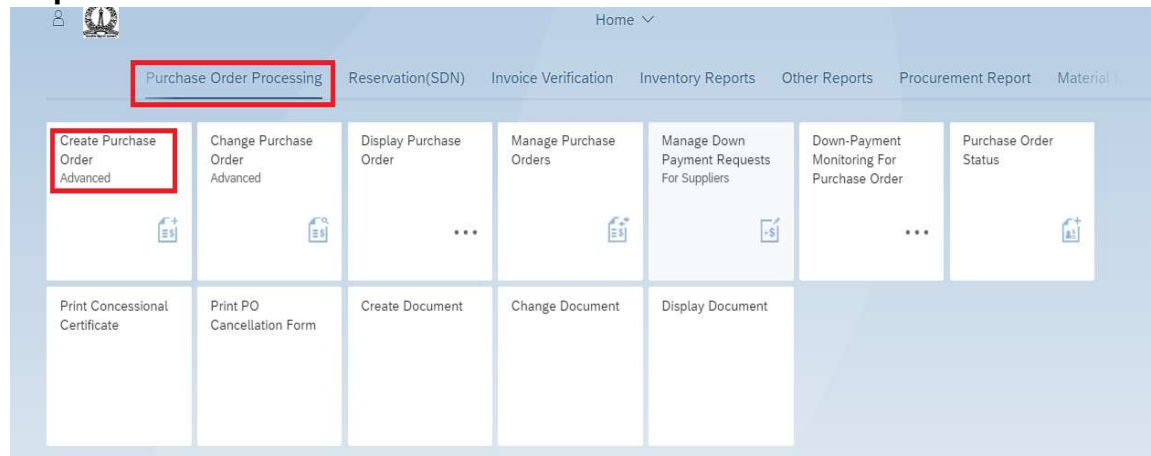 Home
Purchase Order Processing Reservation(SDN) Invoice Verification Inventory Reports Other Reports Procurement Report Material
Create Purchase
Order
Advanced
Change Purchase
Order
Advanced
Display Purchase
Order
Manage Purchase
Orders
Manage Down
Payment Requests
For Suppliers
Down-Payment
Monitoring For
Purchase Order
Purchase Order
Status
Print Concessional
Certificate
Print PO
Cancellation Form
Create Document
Change Document
Display Document